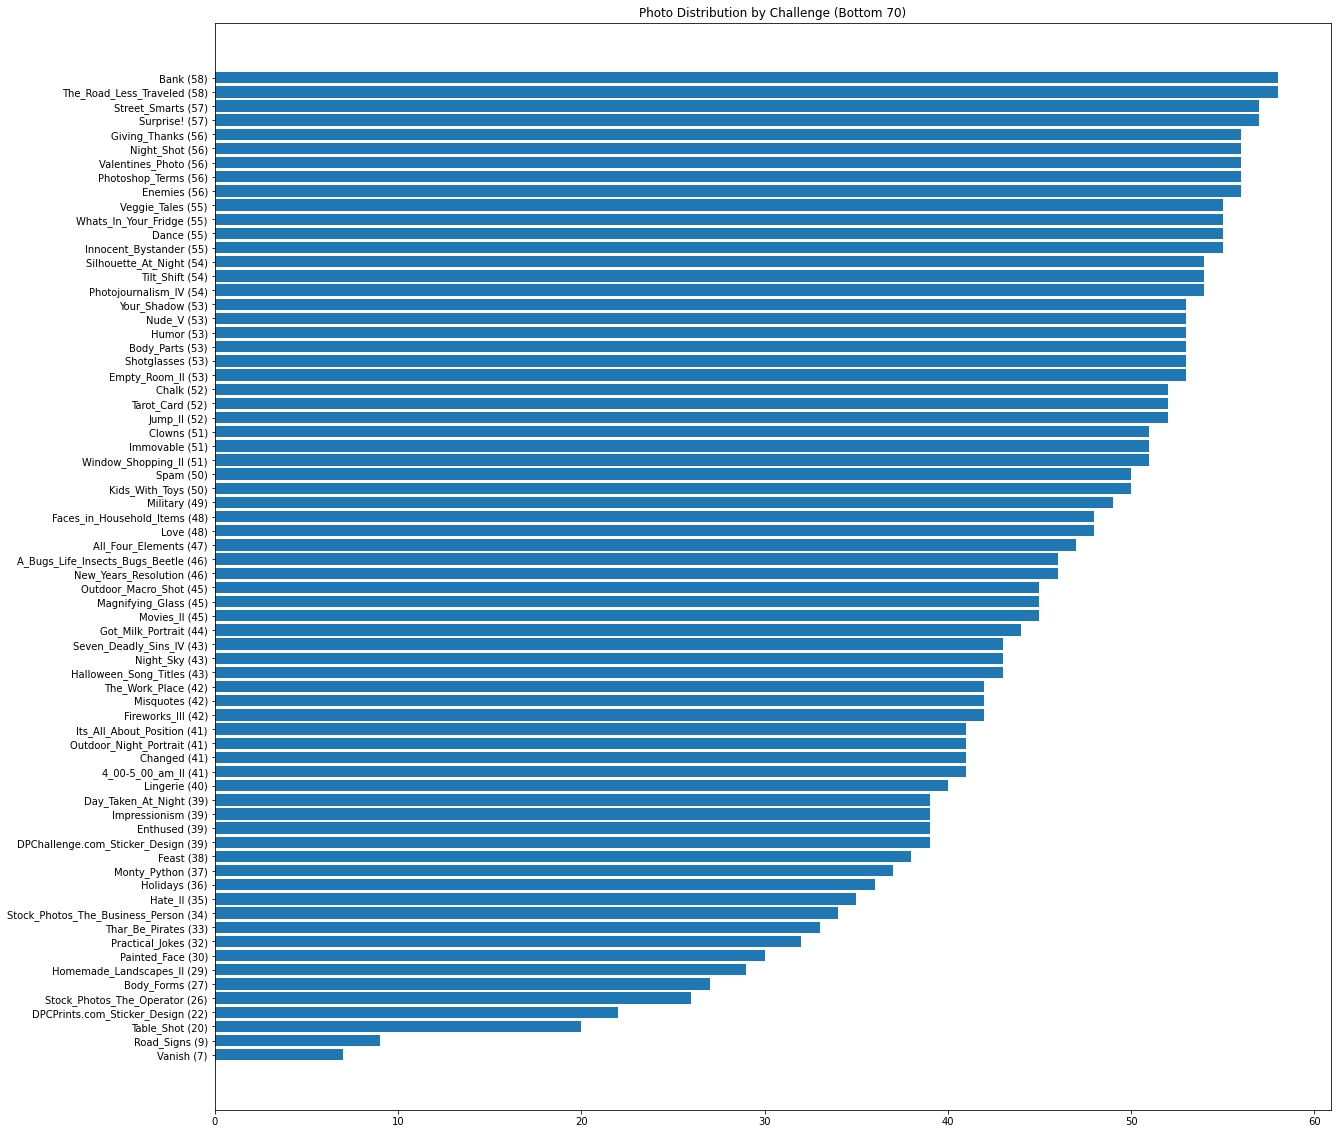 Photo Distribution by Challenge (Bottom 70)
Bank (58)
The_Road_Less_Traveled (58)
Street_Smarts (57)
Surprise! (57)
Giving_Thanks (56)
Night_Shot (56)
Valentines_Photo (56)
Photoshop_Terms (56)
Enemies (56)
Veggie_Tales (55)
Whats_In_Your_Fridge (55)
Dance (55)
Innocent_Bystander (55)
Silhouette_At_Night (54)
Tilt_Shift (54)
Photojournalism_IV (54)
Your_Shadow (53)
Nude_V (53)
Humor (53)
Body_Parts (53)
Shotglasses (53)
Empty_Room_II (53)
Chalk (52)
Tarot_Card (52)
Jump_II (52)
Clowns (51)
Immovable (51)
Window_Shopping_II (51)
Spam (50)
Kids_With_Toys (50)
Military (49)
Faces_in_Household_Items (48)
Love (48)
All_Four_Elements (47)
A_Bugs_Life_Insects_Bugs_Beetle (46)
New_Years_Resolution (46)
Outdoor_Macro_Shot (45)
Magnifying_Glass (45)
Movies_II (45)
Got_Milk_Portrait (44)
Seven_Deadly_Sins_IV (43)
Night_Sky (43)
Halloween_Song_Titles (43)
The_Work_Place (42)
Misquotes (42)
Fireworks_III (42)
Its_All_About_Position (41)
Outdoor_Night_Portrait (41)
Changed (41)
4_00-5_00_am_II (41)
Lingerie (40)
Day_Taken_At_Night (39)
Impressionism (39)
Enthused (39)
DPChallenge.com_Sticker_Design (39)
Feast (38)
Monty_Python (37)
Holidays (36)
Hate_II (35)
Stock_Photos_The_Business_Person (34)
Thar_Be_Pirates (33)
Practical_Jokes (32)
Painted_Face (30)
Homemade_Landscapes_II (29)
Body_Forms (27)
Stock_Photos_The_Operator (26)
DPCPrints.com_Sticker_Design (22)
Table_Shot (20)
Road_Signs (9)
Vanish (7)
0 10 20 30 40 50 60